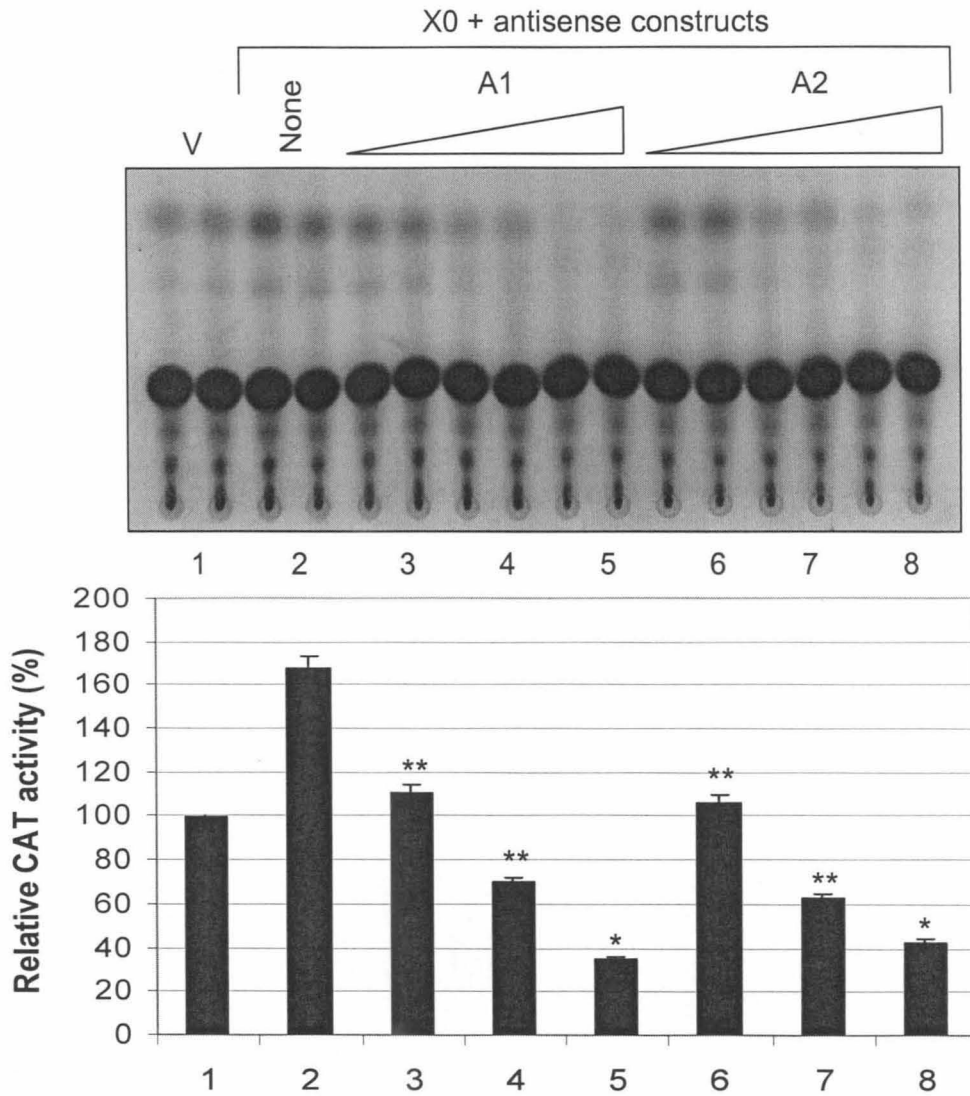 X0 + antisense constructs
V
None
A1
A2
1 2 3 4 5 6 7 8
Relative CAT activity (%)
200
180
160
140
120
100
80
60
40
20
0
** ** * ** ** *
1 2 3 4 5 6 7 8